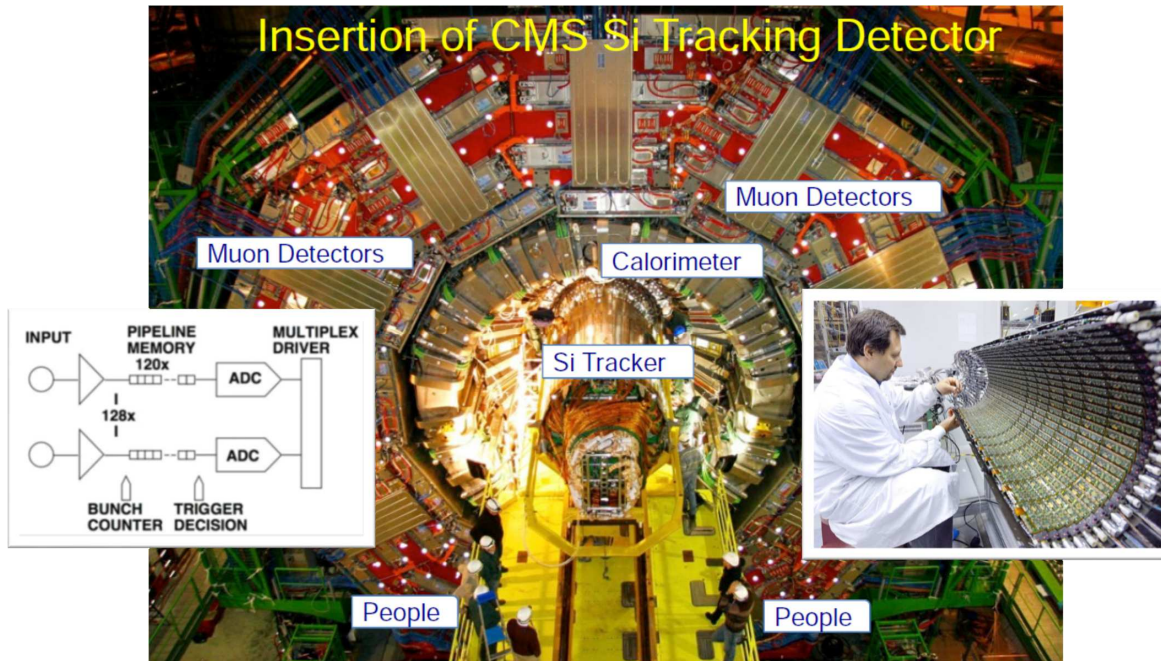 Insertion of CMS Si Tracking Detector
Muon Detectors
Muon Detectors
Calorimeter
Si Tracker
People
People
INPUT
PIPELINE
MEMORY
120x
MULTIPLEX
DRIVER
ADC
128x
ADC
BUNCH
COUNTER
TRIGGER
DECISION